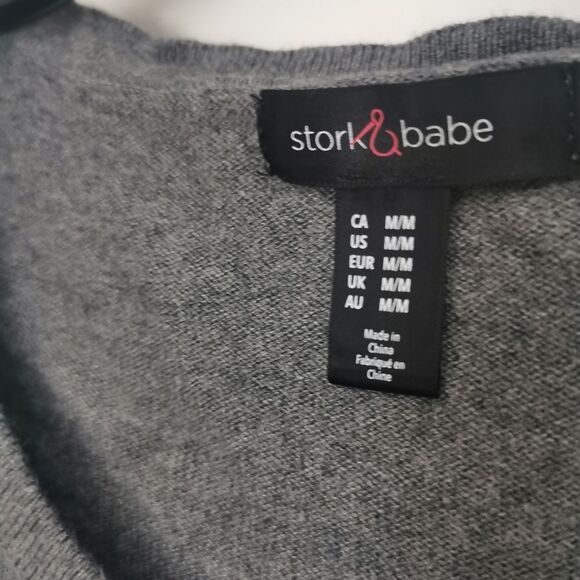 stork&babe
CA M/M
US M/M
EUR M/M
UK M/M
AU M/M
Made in
China
Fabriqué en
Chine